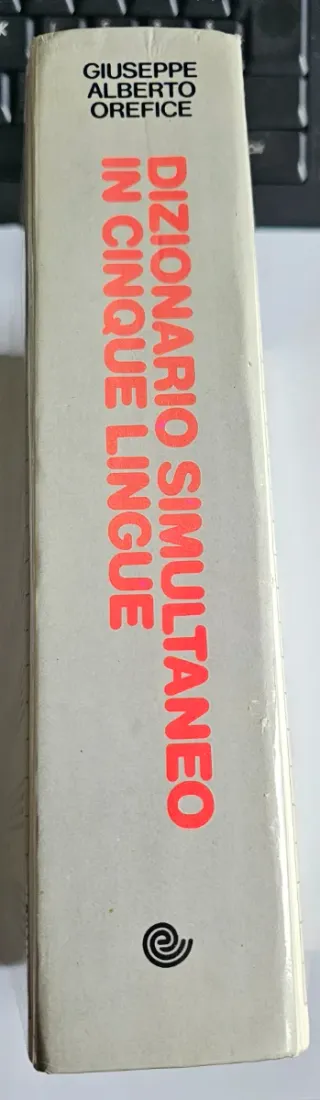 GIUSEPPE
ALBERTO
OREFICE
DIZIONARIO SIMULTANEO
IN CINQUE LINGUE